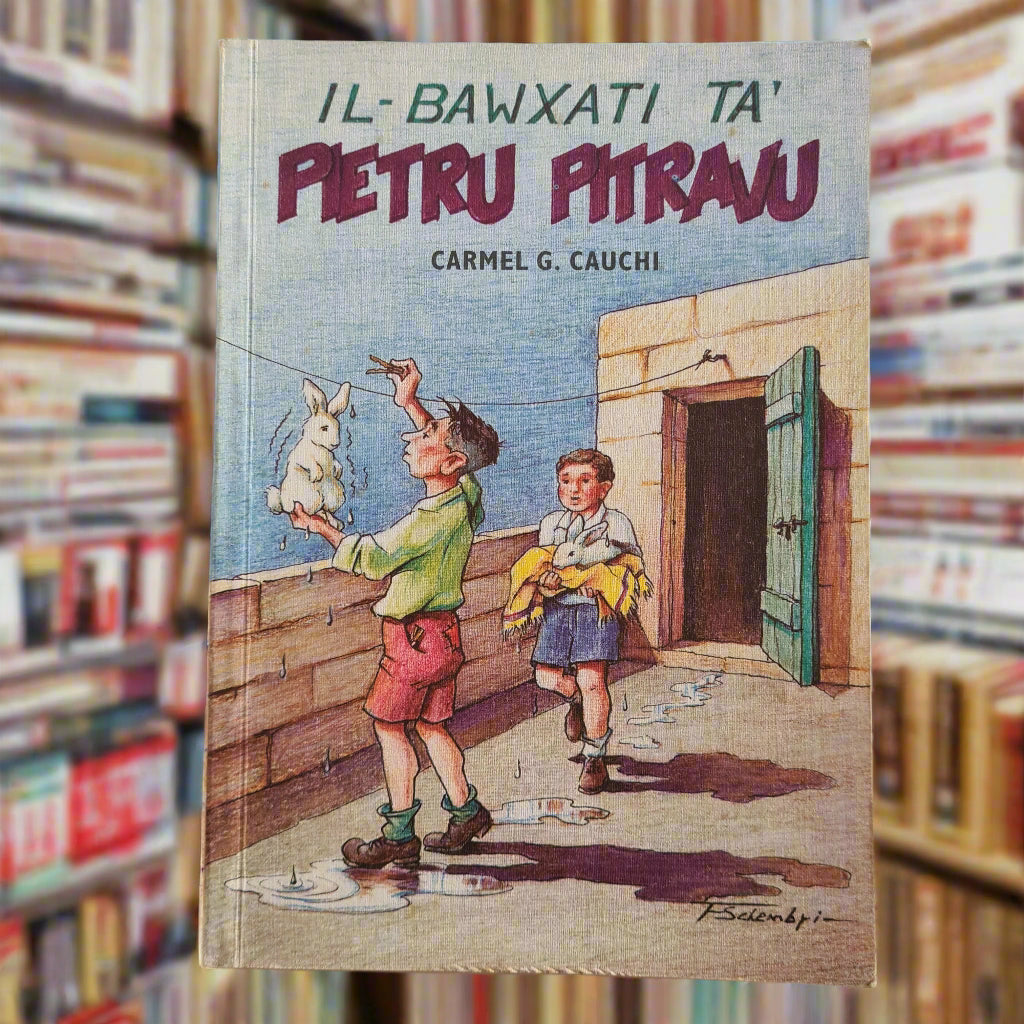 IL-BAWXATI TA'
PIETRU PITRAVU
CARMEL G. CAUCHI
F Schembri